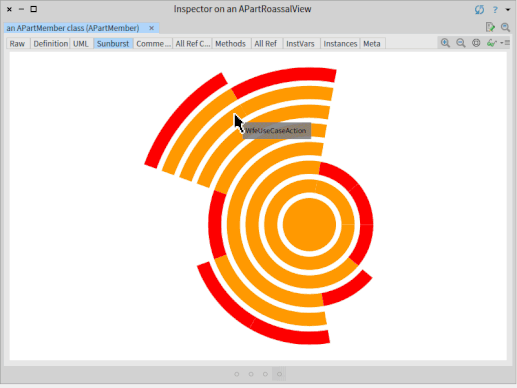 Inspector on an APartRoassalView
an APartMember class (APartMember)
Raw Definition UML Sunburst Comme... All Ref C... Methods All Ref InstVars Instances Meta
WfeUseCaseAction